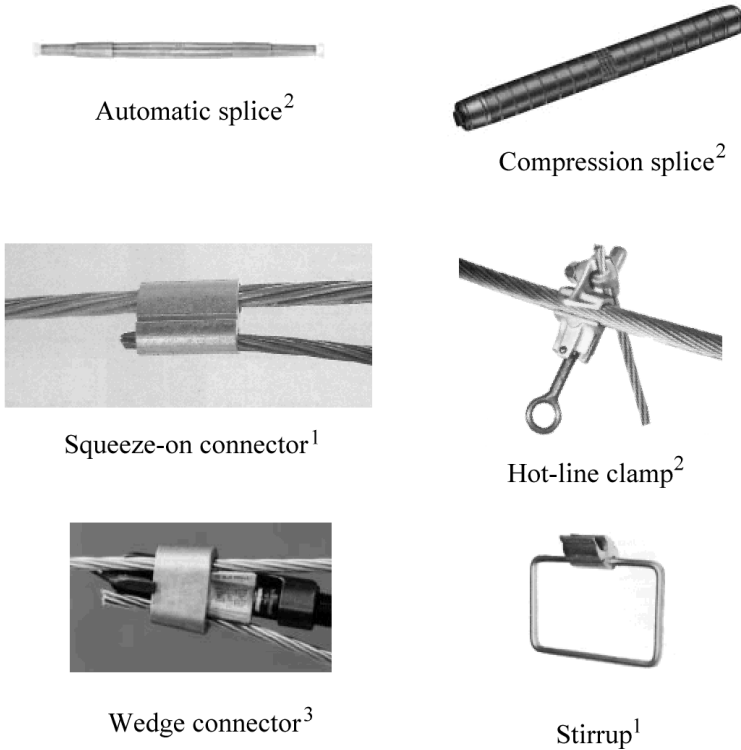 Automatic splice²
Compression splice²
Squeeze-on connector¹
Hot-line clamp²
Wedge connector³
Stirrup¹